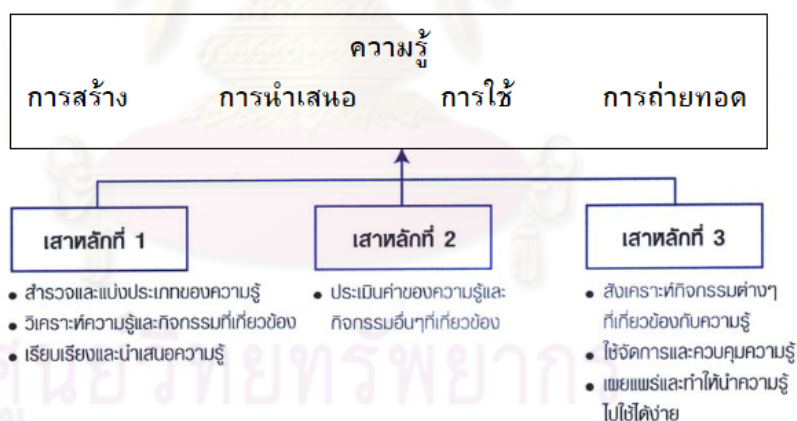 ความรู้
การสร้าง การนำเสนอ การใช้ การถ่ายทอด
เสาหลักที่ 1
• สำรวจและแบ่งประเภทของความรู้
• วิเคราะห์ความรู้และกิจกรรมที่เกี่ยวข้อง
• เรียบเรียงและนำเสนอความรู้
เสาหลักที่ 2
• ประเมินค่าของความรู้และ
กิจกรรมอื่นๆที่เกี่ยวข้อง
เสาหลักที่ 3
• สังเคราะห์กิจกรรมต่างๆ
ที่เกี่ยวข้องกับความรู้
• ใช้จัดการและควบคุมความรู้
• เผยแพร่และทำให้นำความรู้
ไปใช้ได้ง่าย
ศูนย์วิทยทรัพยากร